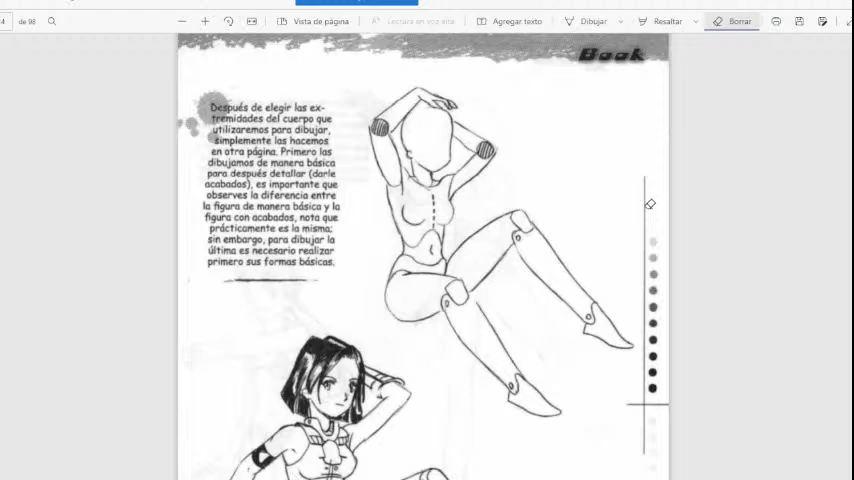 4 de 98
Vista de página
Lectura en voz alta
Agregar texto
Dibujar
Resaltar
Borrar
Book
Después de elegir las ex-
tremidades del cuerpo que
utilizaremos para dibujar,
simplemente las hacemos
en otra página. Primero las
dibujamos de manera básica
para después detallar (darle
acabados), es importante que
observes la diferencia entre
la figura de manera básica y la
figura con acabados, nota que
prácticamente es la misma;
sin embargo, para dibujar la
última es necesario realizar
primero sus formas básicas.